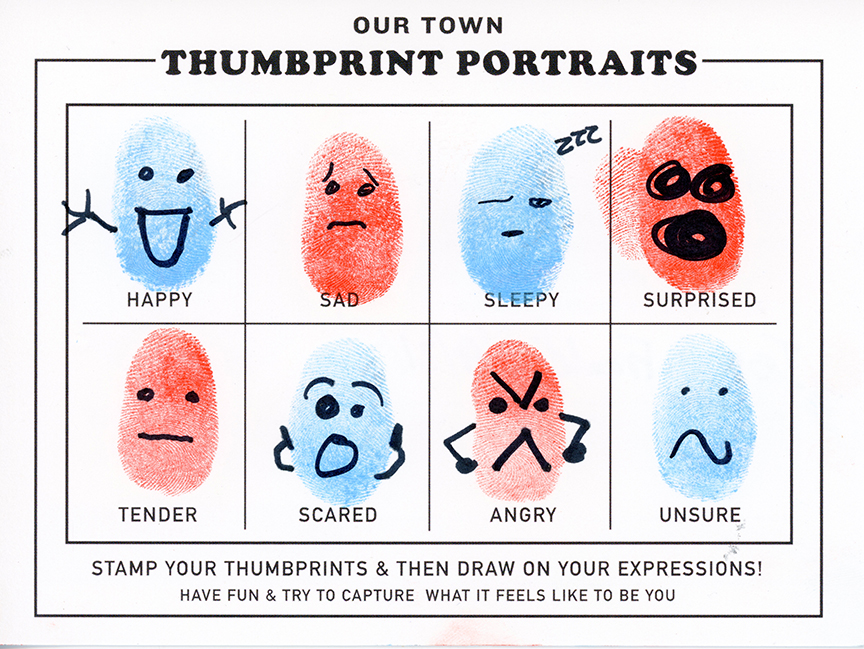 OUR TOWN
THUMBPRINT PORTRAITS
zzz
HAPPY SAD SLEEPY SURPRISED
TENDER SCARED ANGRY UNSURE
STAMP YOUR THUMBPRINTS & THEN DRAW ON YOUR EXPRESSIONS!
HAVE FUN & TRY TO CAPTURE WHAT IT FEELS LIKE TO BE YOU